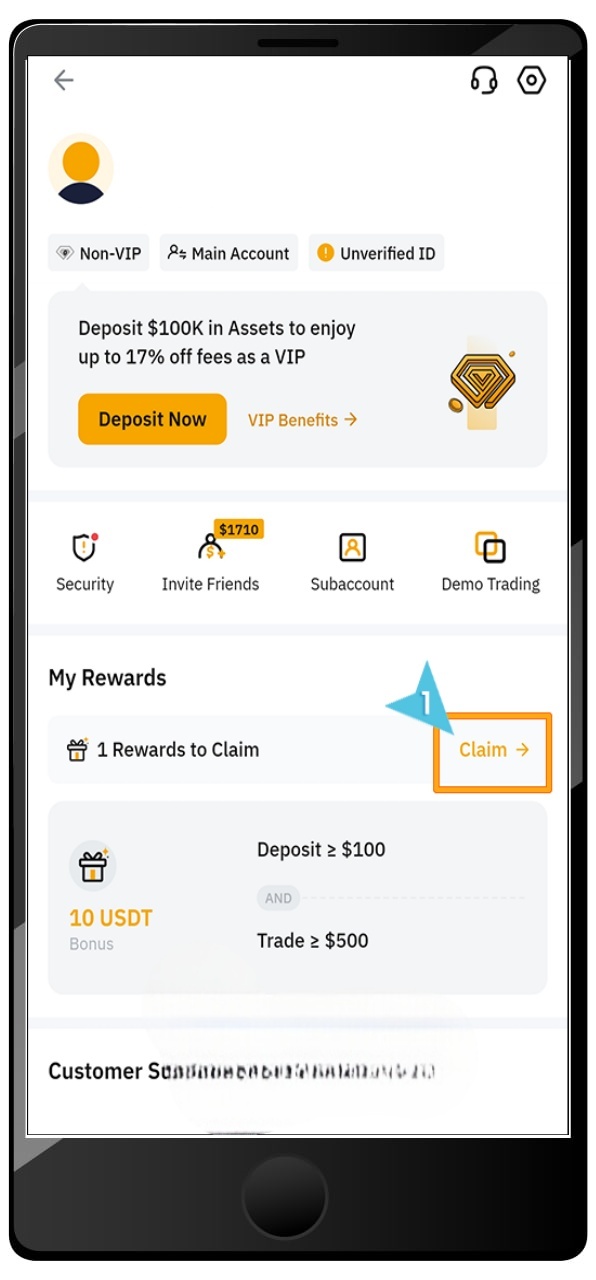 Non-VIP
Main Account
Unverified ID
Deposit $100K in Assets to enjoy
up to 17% off fees as a VIP
Deposit Now
VIP Benefits →
$1710
Security
Invite Friends
Subaccount
Demo Trading
My Rewards
1
1 Rewards to Claim
Claim →
Deposit ≥ $100
AND
10 USDT
Bonus
Trade ≥ $500
Customer